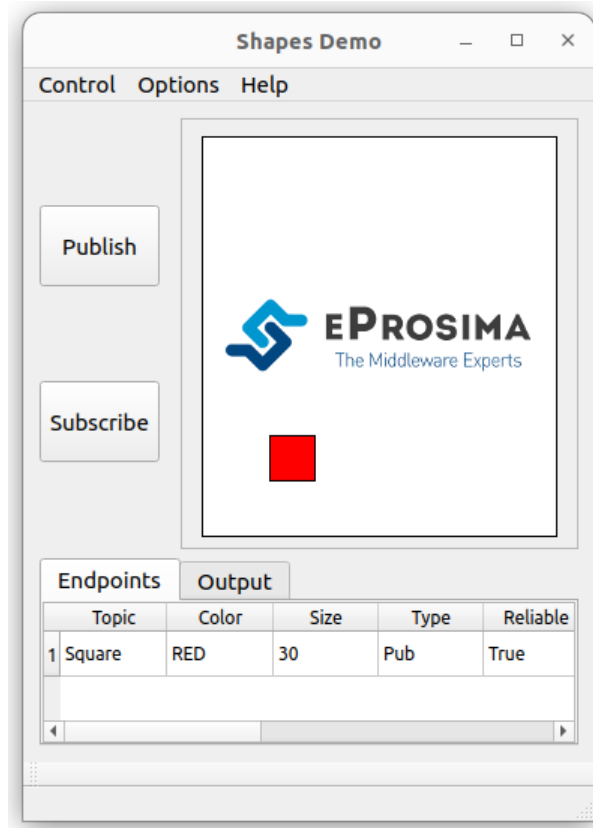 Shapes Demo
Control Options Help
Publish
EPROSIMA
The Middleware Experts
Subscribe
Endpoints Output
Topic Color Size Type Reliable
1 Square RED 30 Pub True